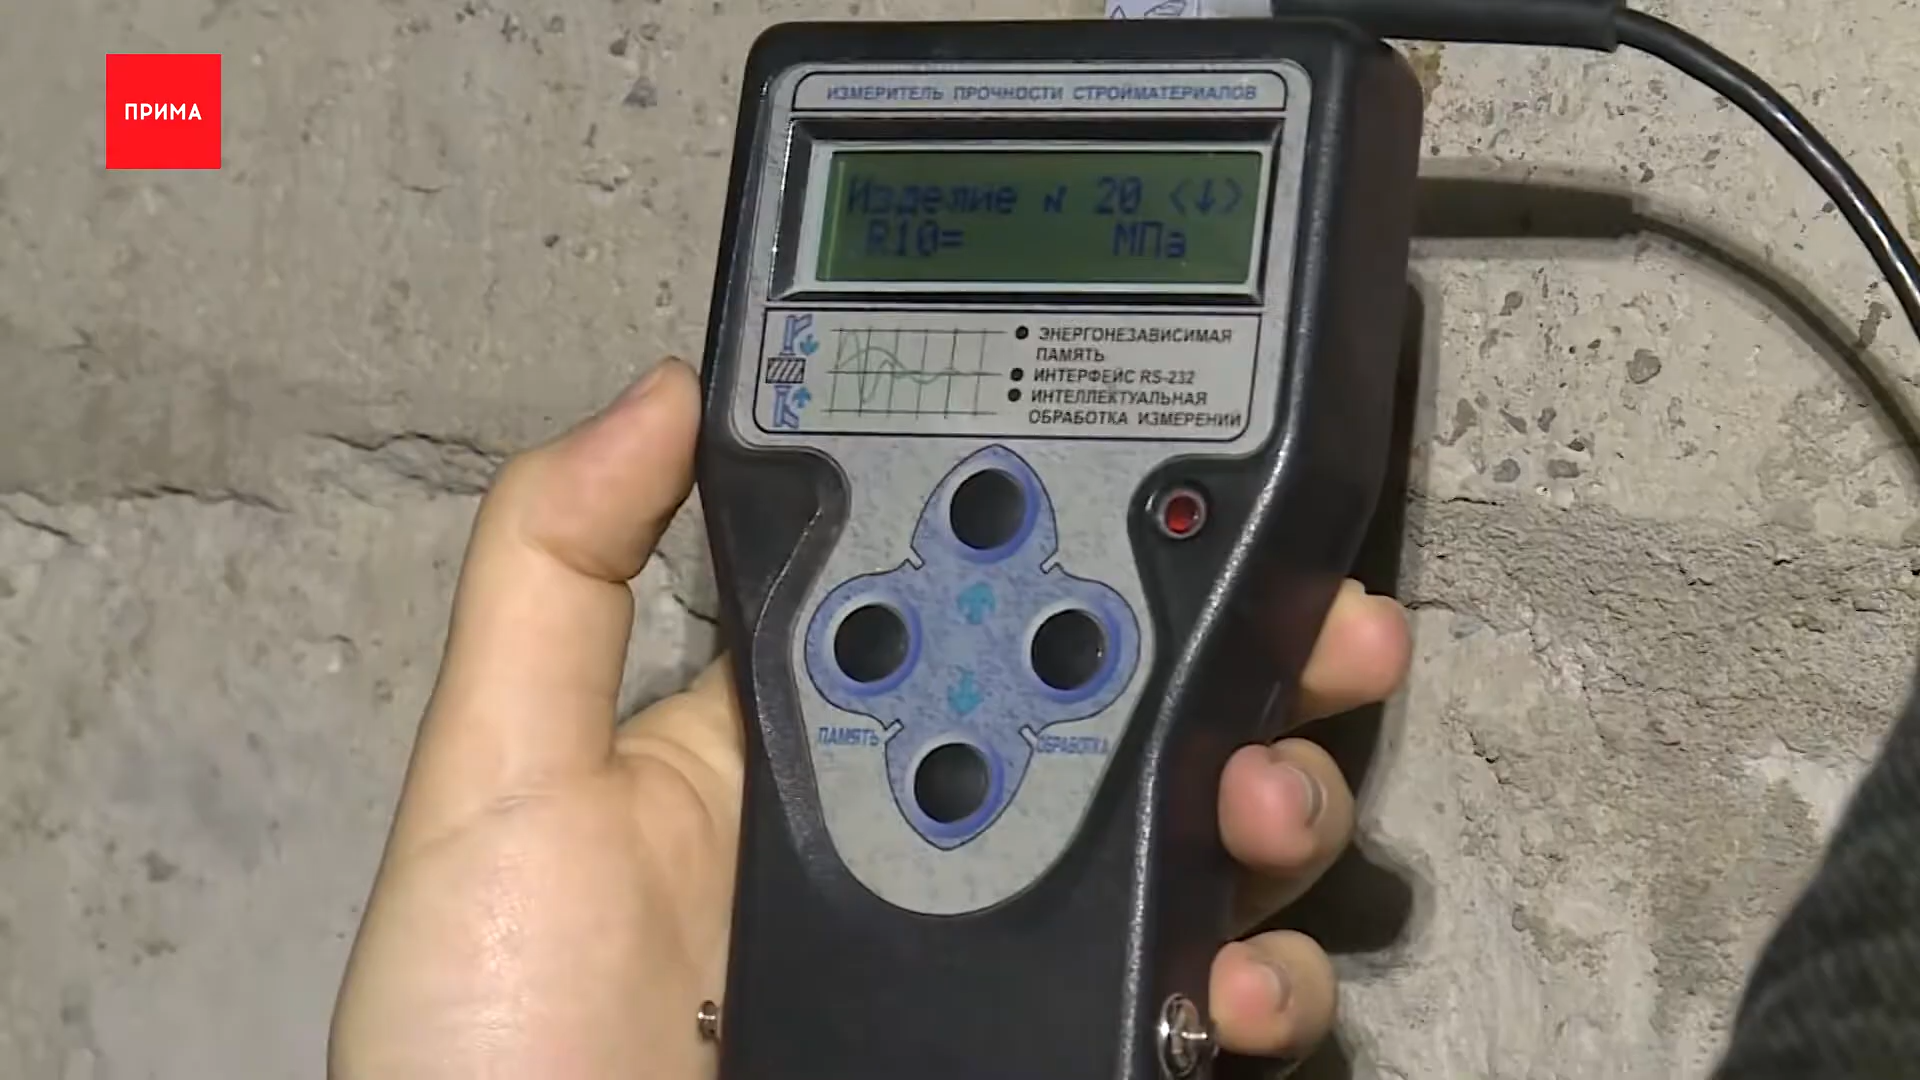 ПРИМА
ИЗМЕРИТЕЛЬ ПРОЧНОСТИ СТРОЙМАТЕРИАЛОВ
Изделие № 20 <↓>
R10= МПа
ЭНЕРГОНЕЗАВИСИМАЯ
ПАМЯТЬ
ИНТЕРФЕЙС RS-232
ИНТЕЛЛЕКТУАЛЬНАЯ
ОБРАБОТКА ИЗМЕРЕНИЙ
ПАМЯТЬ
ОБРАБОТКА